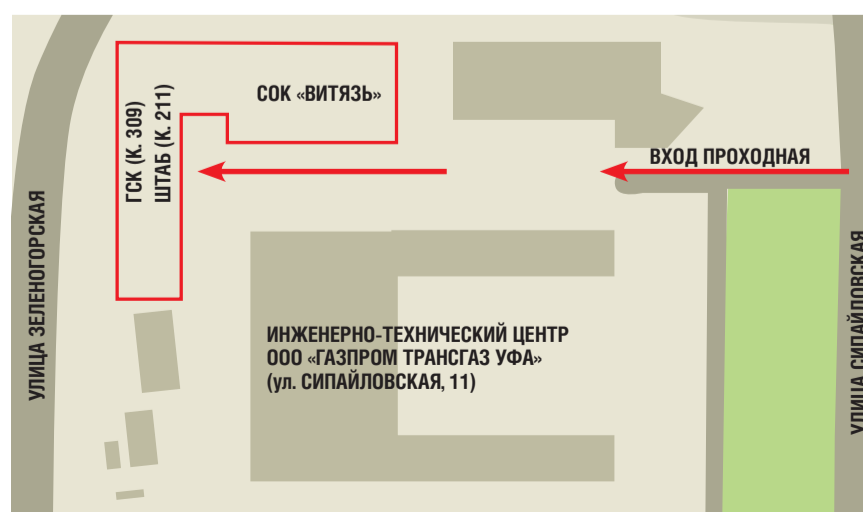 СОК «ВИТЯЗЬ»
ГСК (К. 309)
ШТАБ (К. 211)
ВХОД ПРОХОДНАЯ
УЛИЦА ЗЕЛЕНОГОРСКАЯ
ИНЖЕНЕРНО-ТЕХНИЧЕСКИЙ ЦЕНТР
ООО «ГАЗПРОМ ТРАНСГАЗ УФА»
(ул. СИПАЙЛОВСКАЯ, 11)
УЛИЦА СИПАЙЛОВСКАЯ